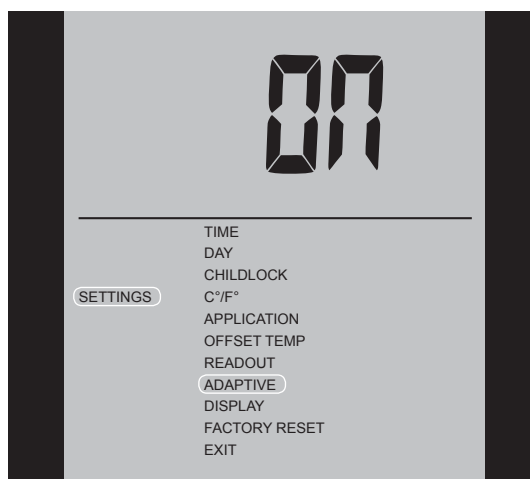 ON
TIME
DAY
CHILDLOCK
SETTINGS C°/F°
APPLICATION
OFFSET TEMP
READOUT
ADAPTIVE
DISPLAY
FACTORY RESET
EXIT